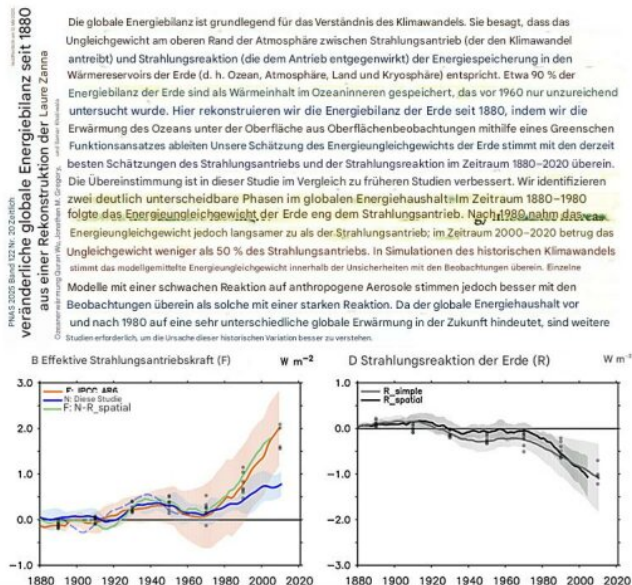 PNAS 2025 Band 122 Nr. 20 Zeitlich
veränderliche globale Energiebilanz seit 1880
aus einer Rekonstruktion der Laure Zanna
Ozeanerwärmung Quran Wu, Jonathan M. Gregory,
Die globale Energiebilanz ist grundlegend für das Verständnis des Klimawandels. Sie besagt, dass das
Ungleichgewicht am oberen Rand der Atmosphäre zwischen Strahlungsantrieb (der den Klimawandel
antreibt) und Strahlungsreaktion (die dem Antrieb entgegenwirkt) der Energiespeicherung in den
Wärmereservoirs der Erde (d. h. Ozean, Atmosphäre, Land und Kryosphäre) entspricht. Etwa 90 % der
Energiebilanz der Erde sind als Wärmeinhalt im Ozeaninneren gespeichert, das vor 1960 nur unzureichend
untersucht wurde. Hier rekonstruieren wir die Energiebilanz der Erde seit 1880, indem wir die
Erwärmung des Ozeans unter der Oberfläche aus Oberflächenbeobachtungen mithilfe eines Greenschen
Funktionsansatzes ableiten Unsere Schätzung des Energieungleichgewichts der Erde stimmt mit den derzeit
besten Schätzungen des Strahlungsantriebs und der Strahlungsreaktion im Zeitraum 1880–2020 überein.
Die Übereinstimmung ist in dieser Studie im Vergleich zu früheren Studien verbessert. Wir identifizieren
zwei deutlich unterscheidbare Phasen im globalen Energiehaushalt. Im Zeitraum 1880–1980
folgte das Energieungleichgewicht der Erde eng dem Strahlungsantrieb. Nach 1980 nahm das
Energieungleichgewicht jedoch langsamer zu als der Strahlungsantrieb; im Zeitraum 2000–2020 betrug das
Ungleichgewicht weniger als 50 % des Strahlungsantriebs. In Simulationen des historischen Klimawandels
stimmt das modellgemittelte Energieungleichgewicht innerhalb der Unsicherheiten mit den Beobachtungen überein. Einzelne
Modelle mit einer schwachen Reaktion auf anthropogene Aerosole stimmen jedoch besser mit den
Beobachtungen überein als solche mit einer starken Reaktion. Da der globale Energiehaushalt vor
und nach 1980 auf eine sehr unterschiedliche globale Erwärmung in der Zukunft hindeutet, sind weitere
Studien erforderlich, um die Ursache dieser historischen Variation besser zu verstehen.
B Effektive Strahlungsantriebskraft (F) W m⁻²
F: IPCC AR6
N: Diese Studie
F: N-R_spatial
3.0
2.0
1.0
0.0
−1.0
1880 1900 1920 1940 1960 1980 2000 2020
D Strahlungsreaktion der Erde (R) W m⁻²
R_simple
R_spatial
1.0
0.0
−1.0
−2.0
−3.0
1880 1900 1920 1940 1960 1980 2000 2020